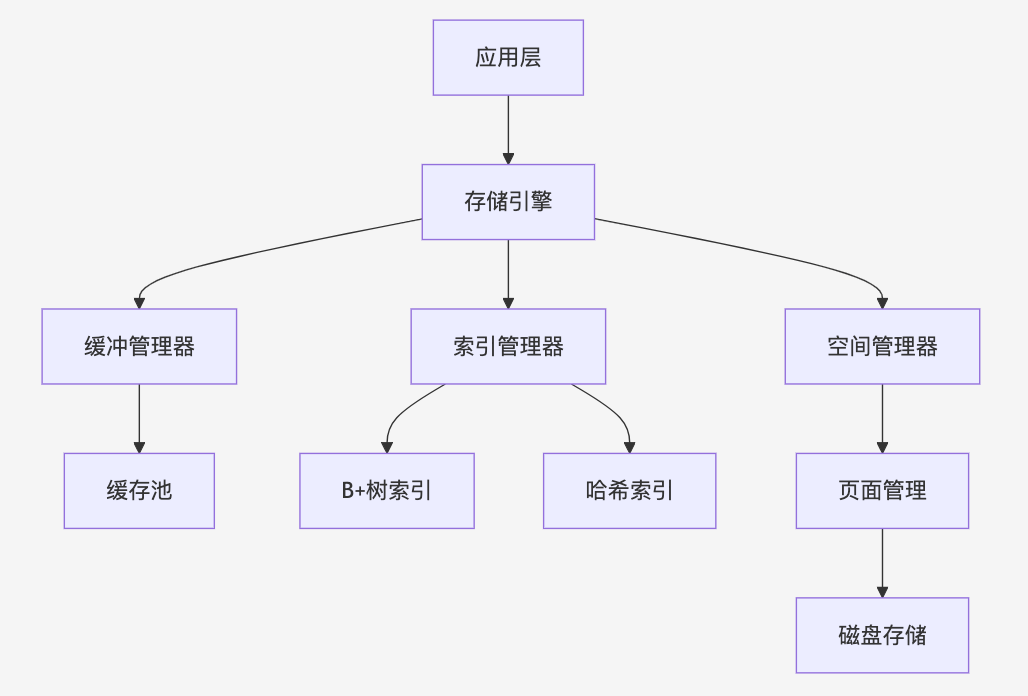 应用层
存储引擎
缓冲管理器
索引管理器
空间管理器
缓存池
B+树索引
哈希索引
页面管理
磁盘存储